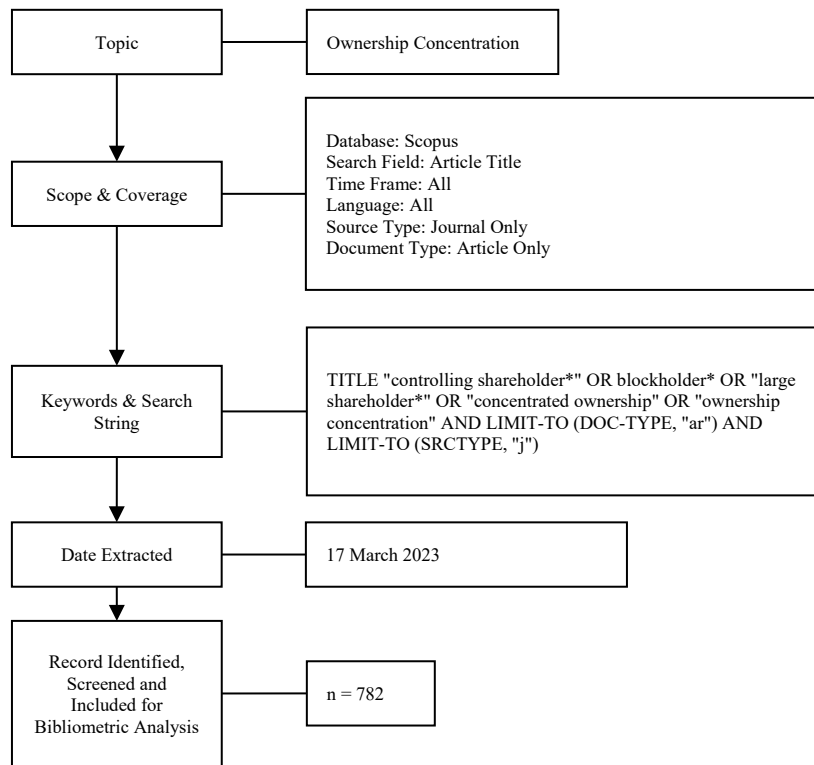 Topic
Ownership Concentration
Scope & Coverage
Database: Scopus
Search Field: Article Title
Time Frame: All
Language: All
Source Type: Journal Only
Document Type: Article Only
Keywords & Search
String
TITLE "controlling shareholder*" OR blockholder* OR "large
shareholder*" OR "concentrated ownership" OR "ownership
concentration" AND LIMIT-TO (DOC-TYPE, "ar") AND
LIMIT-TO (SRCTYPE, "j")
Date Extracted
17 March 2023
Record Identified,
Screened and
Included for
Bibliometric Analysis
n = 782